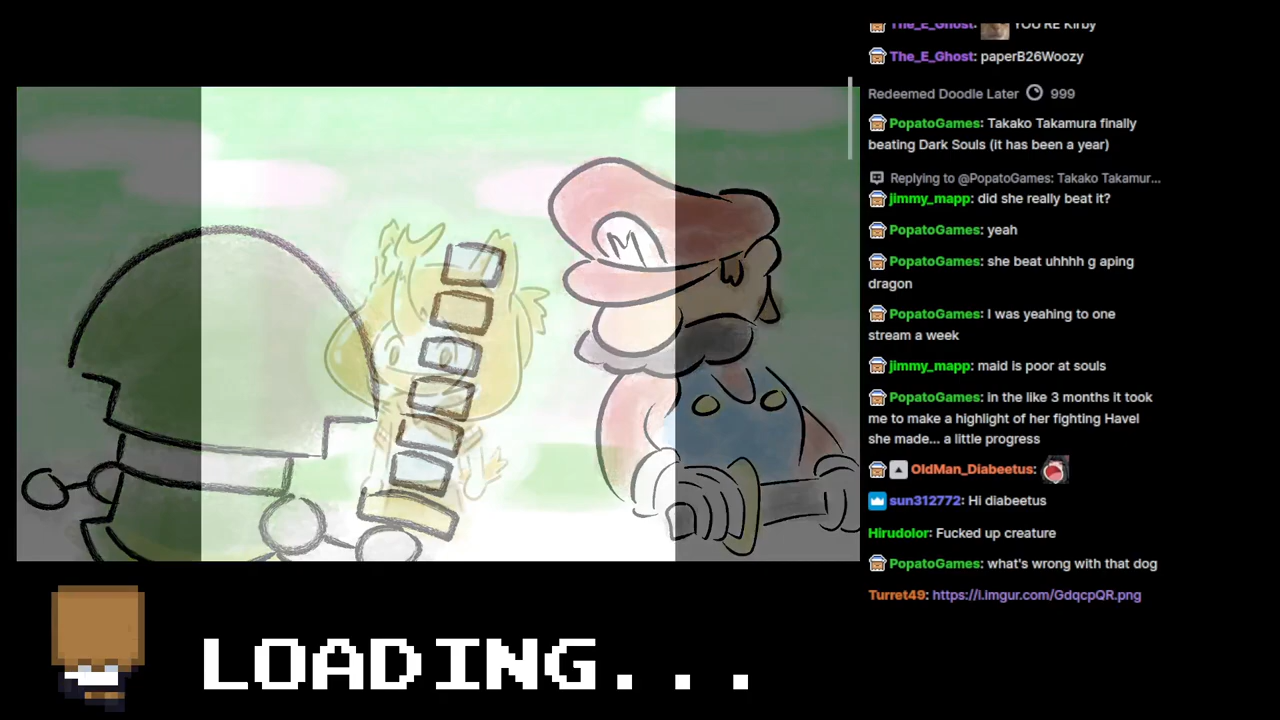 The_E_Ghost: YOU'RE Kirby
The_E_Ghost: paperB26Woozy
Redeemed Doodle Later 999
PopatoGames: Takako Takamura finally
beating Dark Souls (it has been a year)
Replying to @PopatoGames: Takako Takamur...
jimmy_mapp: did she really beat it?
PopatoGames: yeah
PopatoGames: she beat uhhhh g aping
dragon
PopatoGames: I was yeahing to one
stream a week
jimmy_mapp: maid is poor at souls
PopatoGames: in the like 3 months it took
me to make a highlight of her fighting Havel
she made... a little progress
OldMan_Diabeetus:
sun312772: Hi diabeetus
Hirudolor: Fucked up creature
PopatoGames: what's wrong with that dog
Turret49: https://i.imgur.com/GdqcpQR.png
M
LOADING...